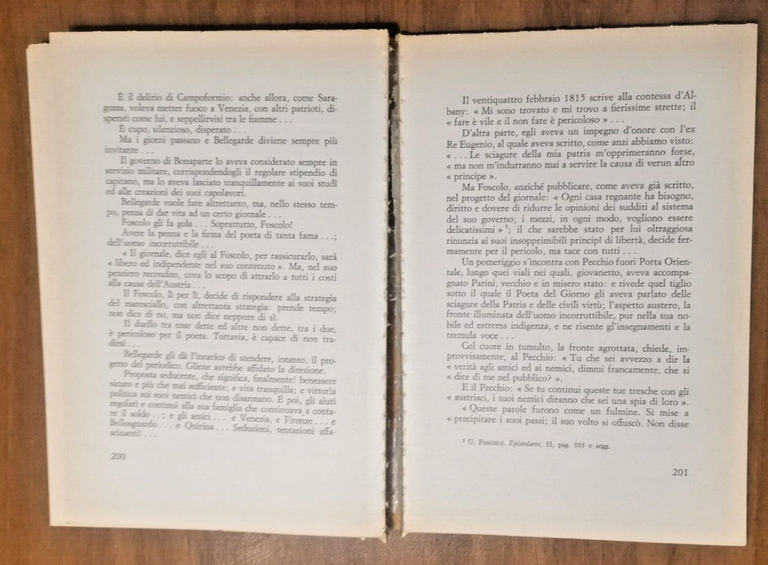 È il delirio di Campoformio: anche allora, come Sara-
gozza, voleva metter fuoco a Venezia, con altri patrioti, di-
sperati come lui, e seppellirvisi tra le fiamme . . .
È cupo, silenzioso, disperato . . .
Ma i giorni passano e Bellegarde diviene sempre più
invitante . . .
Il governo di Bonaparte lo aveva considerato sempre in
servizio militare, corrispondendogli il regolare stipendio di
capitano, ma lo aveva lasciato tranquillamente ai suoi studi
ed alle creazioni dei suoi capolavori.
Bellegarde vuole fare altrettanto, ma, nello stesso tem-
po, pensa di dar vita ad un certo giornale . . .
Foscolo gli fa gola . . . Soprattutto, Foscolo!
Avere la penna e la firma del poeta di tanta fama . . . ;
dell'uomo incorruttibile . . .
« Il giornale, dice egli al Foscolo, per rassicurarlo, sarà
« libero ed indipendente nel suo contenuto ». Ma, nel suo
pensiero recondito, cova lo scopo di attrarlo a tutti i costi
alla causa dell'Austria . . .
Il Foscolo, lì per lì, decide di rispondere alla strategia
del maresciallo, con altrettanta strategia: prende tempo;
non dice di no, ma non dice neppure di sì.
Il duello tra cose dette ed altre non dette, tra i due,
è pericoloso per il poeta. Tuttavia, è capace di non tra-
dirsi . . .
Bellegarde gli dà l'incarico di stendere, intanto, il pro-
getto del periodico. Gliene avrebbe affidato la direzione.
Proposta seducente, che significa, finalmente! benessere
sicuro e più che mai sufficiente; e vita tranquilla; e vittoria
politica sui suoi nemici che non disarmano. E poi, gli aiuti
regolari e continui alla sua famiglia che continuava a conta-
re il soldo . . . ; e gli amici . . . e Venezia, e Firenze . . . e
Bellosguardo . . . e Quirina . . . Seduzioni, tentazioni affa-
scinanti! . . .
200
Il ventiquattro febbraio 1815 scrive alla contessa d'Al-
bany: « Mi sono trovato e mi trovo a fierissime strette; il
« fare è vile e il non fare è pericoloso » . . .
D'altra parte, egli aveva un impegno d'onore con l'ex
Re Eugenio, al quale aveva scritto, come anzi abbiamo visto:
« . . . Le sciagure della mia patria m'opprimeranno forse,
« ma non m'indurranno mai a servire la causa di verun altro
« principe ».
Ma Foscolo, anziché pubblicare, come aveva già scritto,
nel progetto del giornale: « Ogni casa regnante ha bisogno,
diritto e dovere di ridurre le opinioni dei sudditi al sistema
del suo governo; i mezzi, in ogni modo, vogliono essere
delicatissimi » ⁵; il che sarebbe stato per lui oltraggiosa
rinunzia ai suoi insopprimibili principî di libertà, decide fer-
mamente per il pericolo, ma tace con tutti . . .
Un pomeriggio s'incontra con Pecchio fuori Porta Orien-
tale, lungo quei viali nei quali, giovanetto, aveva accompa-
gnato Parini, vecchio e in misero stato: e rivede quel tiglio
sotto il quale il Poeta del Giorno gli aveva parlato delle
sciagure della Patria e delle civili virtù; l'aspetto austero, la
fronte illuminata dell'uomo incorruttibile, pur nella sua no-
bile ed estrema indigenza, e ne risente gl'insegnamenti e la
tremula voce . . .
Col cuore in tumulto, la fronte agrottata, chiede, im-
provvisamente, al Pecchio: « Tu che sei avvezzo a dir la
« verità agli amici ed ai nemici, dimmi francamente, che si
« dice di me nel pubblico? ».
E il Pecchio: « Se tu continui queste tue tresche con gli
« austriaci, i tuoi nemici diranno che sei una spia di loro ».
« Queste parole furono come un fulmine. Si mise a
« precipitare i suoi passi; il suo volto si offuscò. Non disse
⁵ U. Foscolo, Epistolario, II, pag. 105 e segg.
201